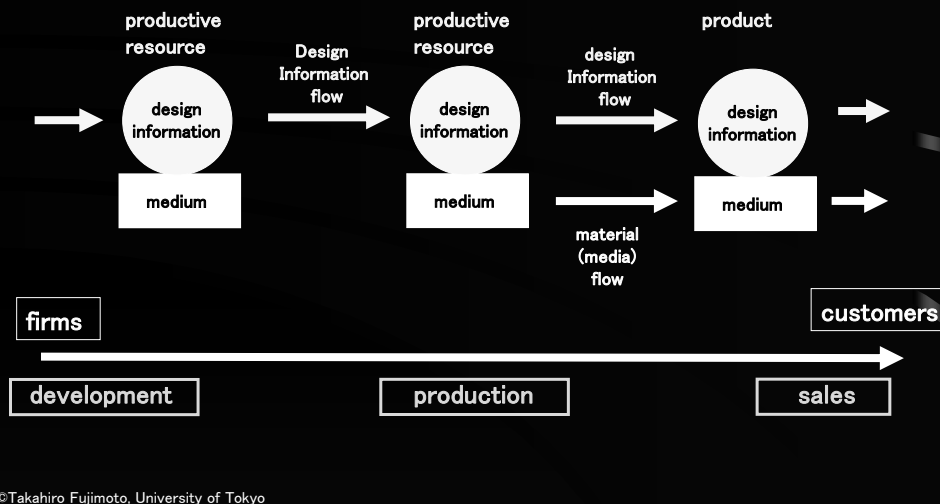 productive
resource
Design
Information
flow
productive
resource
design
Information
flow
product
design
information
medium
design
information
medium
design
information
medium
material
(media)
flow
firms
customers
development
production
sales
©Takahiro Fujimoto, University of Tokyo